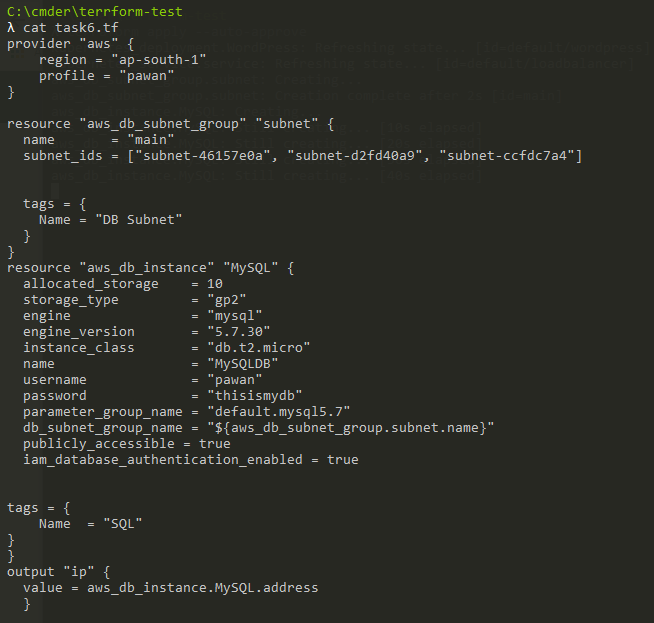 C:\cmder\terrform-test
λ cat task6.tf
provider "aws" {
    region = "ap-south-1"
    profile = "pawan"
}

resource "aws_db_subnet_group" "subnet" {
  name       = "main"
  subnet_ids = ["subnet-46157e0a", "subnet-d2fd40a9", "subnet-ccfdc7a4"]


  tags = {
    Name = "DB Subnet"
  }
}
resource "aws_db_instance" "MySQL" {
  allocated_storage    = 10
  storage_type         = "gp2"
  engine               = "mysql"
  engine_version       = "5.7.30"
  instance_class       = "db.t2.micro"
  name                 = "MySQLDB"
  username             = "pawan"
  password             = "thisismydb"
  parameter_group_name = "default.mysql5.7"
  db_subnet_group_name = "${aws_db_subnet_group.subnet.name}"
  publicly_accessible = true
  iam_database_authentication_enabled = true


tags = {
    Name  = "SQL"
}
}
output "ip" {
  value = aws_db_instance.MySQL.address
  }